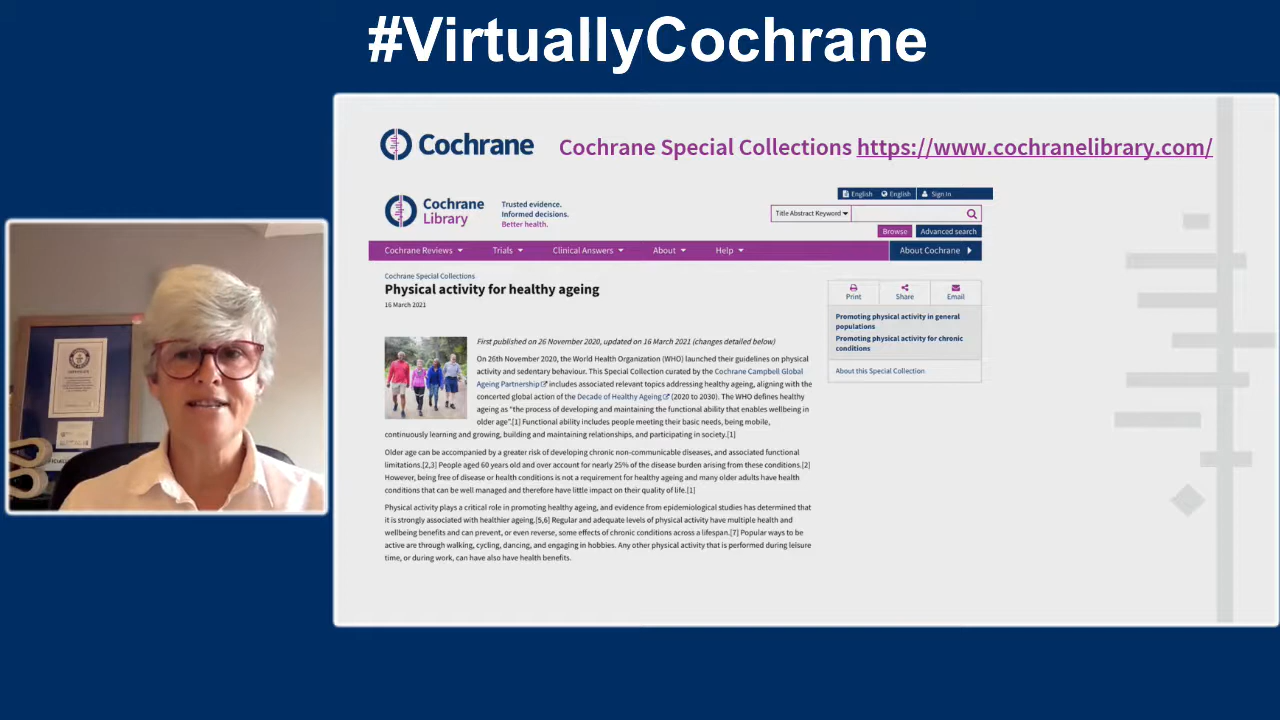 #VirtuallyCochrane
Cochrane
Cochrane Special Collections https://www.cochranelibrary.com/
English English Sign In
Cochrane
Library
Trusted evidence.
Informed decisions.
Better health.
Title Abstract Keyword
Browse Advanced search
Cochrane Reviews Trials Clinical Answers About Help About Cochrane
Cochrane Special Collections
Physical activity for healthy ageing
16 March 2021
Print Share Email
Promoting physical activity in general
populations
Promoting physical activity for chronic
conditions
About this Special Collection
First published on 26 November 2020, updated on 16 March 2021 (changes detailed below)
On 26th November 2020, the World Health Organization (WHO) launched their guidelines on physical
activity and sedentary behaviour. This Special Collection curated by the Cochrane Campbell Global
Ageing Partnership includes associated relevant topics addressing healthy ageing, aligning with the
concerted global action of the Decade of Healthy Ageing (2020 to 2030). The WHO defines healthy
ageing as “the process of developing and maintaining the functional ability that enables wellbeing in
older age”.[1] Functional ability includes people meeting their basic needs, being mobile,
continuously learning and growing, building and maintaining relationships, and participating in society.[1]
Older age can be accompanied by a greater risk of developing chronic non-communicable diseases, and associated functional
limitations.[2,3] People aged 60 years old and over account for nearly 25% of the disease burden arising from these conditions.[2]
However, being free of disease or health conditions is not a requirement for healthy ageing and many older adults have health
conditions that can be well managed and therefore have little impact on their quality of life.[1]
Physical activity plays a critical role in promoting healthy ageing, and evidence from epidemiological studies has determined that
it is strongly associated with healthier ageing.[5,6] Regular and adequate levels of physical activity have multiple health and
wellbeing benefits and can prevent, or even reverse, some effects of chronic conditions across a lifespan.[7] Popular ways to be
active are through walking, cycling, dancing, and engaging in hobbies. Any other physical activity that is performed during leisure
time, or during work, can have also have health benefits.